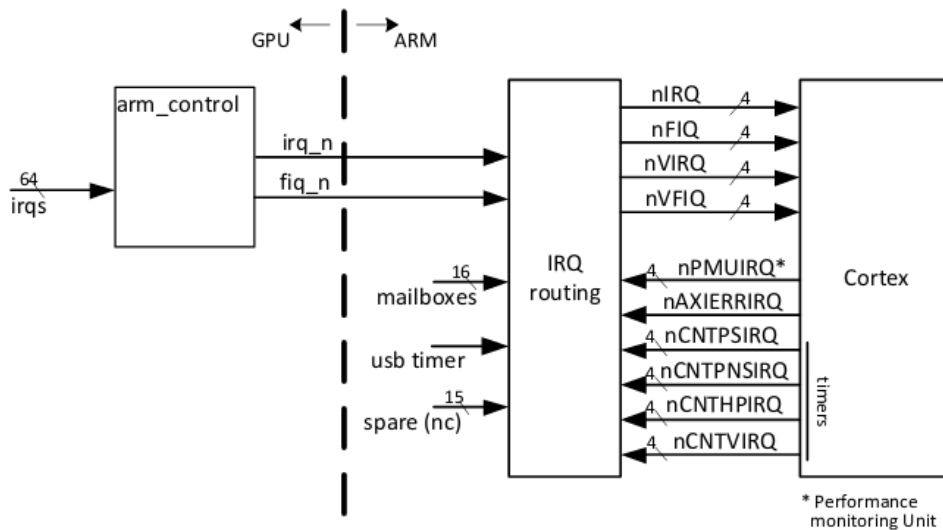 GPU
ARM
arm_control
64
irqs
irq_n
fiq_n
16
mailboxes
usb timer
15
spare (nc)
IRQ
routing
nIRQ 4
nFIQ 4
nVIRQ 4
nVFIQ 4
4 nPMUIRQ*
nAXIERRIRQ
4 nCNTPSIRQ
4 nCNTPNSIRQ
4 nCNTHPIRQ
4 nCNTVIRQ
Cortex
timers
* Performance
monitoring Unit